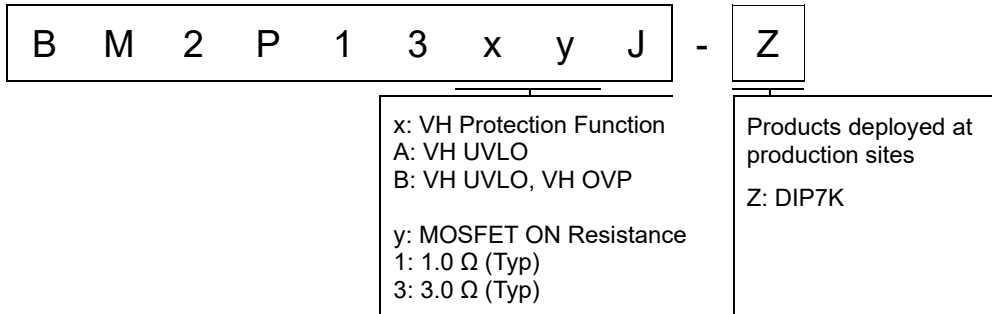 B M 2 P 1 3 x y J - Z
x: VH Protection Function
A: VH UVLO
B: VH UVLO, VH OVP
y: MOSFET ON Resistance
1: 1.0 Ω (Typ)
3: 3.0 Ω (Typ)
Products deployed at
production sites
Z: DIP7K